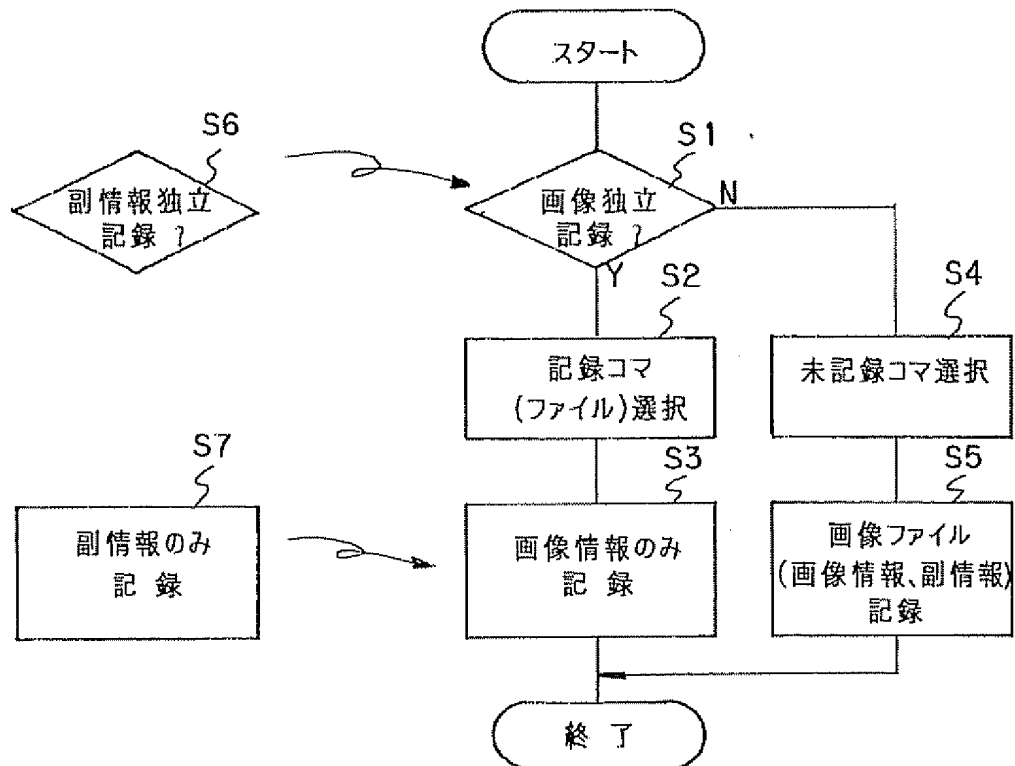 スタート
S6
副情報独立
記録?
S1
画像独立
記録?
N
Y
S2
記録コマ
(ファイル)選択
S4
未記録コマ選択
S7
副情報のみ
記録
S3
画像情報のみ
記録
S5
画像ファイル
(画像情報、副情報)
記録
終了